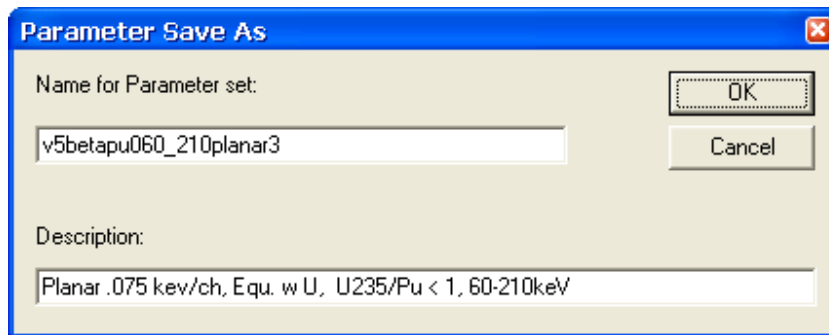 Parameter Save As
Name for Parameter set:
OK
v5betapu060_210planar3
Cancel
Description:
Planar .075 kev/ch, Equ. w U,  U235/Pu < 1, 60-210keV